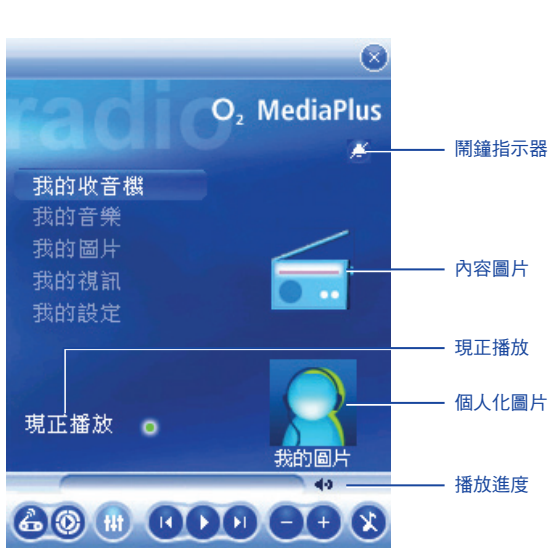 radio
O2 MediaPlus
鬧鐘指示器
我的收音機
我的音樂
我的圖片
我的視訊
我的設定
內容圖片
現正播放
個人化圖片
現正播放
我的圖片
播放進度